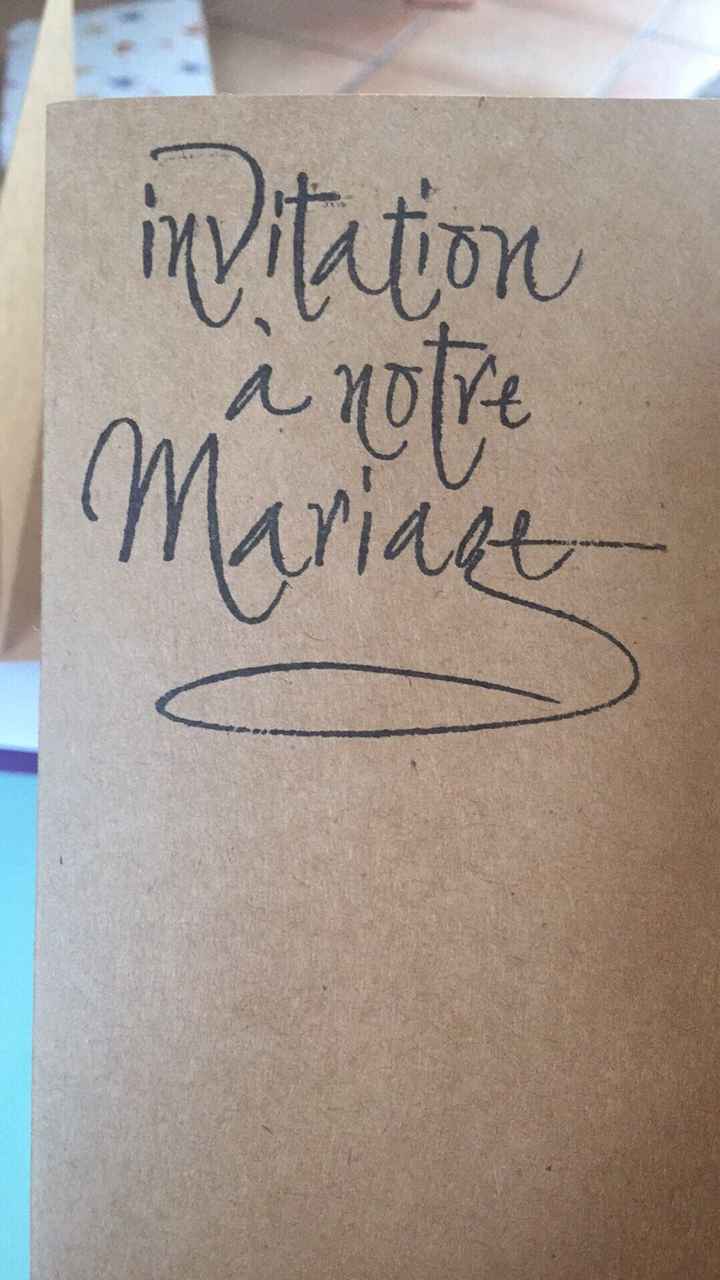 invitation
à notre
Mariage